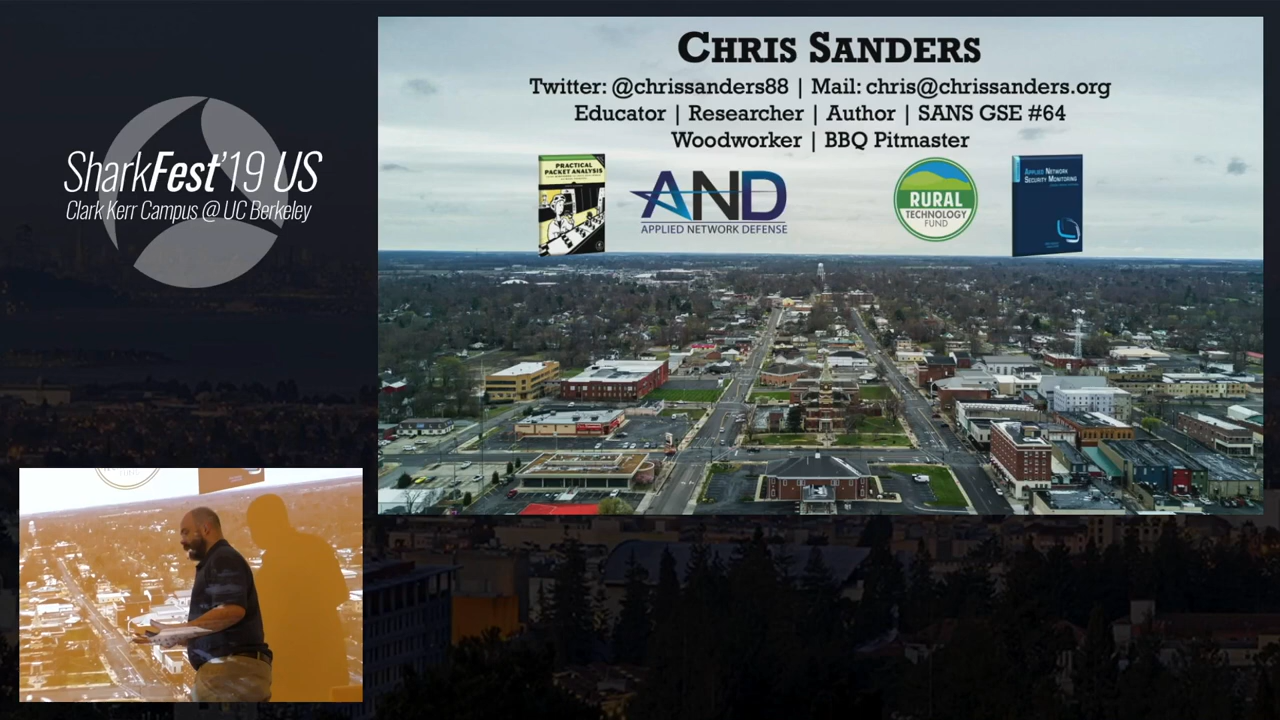 SharkFest'19 US
Clark Kerr Campus @ UC Berkeley
CHRIS SANDERS
Twitter: @chrissanders88 | Mail: chris@chrissanders.org
Educator | Researcher | Author | SANS GSE #64
Woodworker | BBQ Pitmaster
PRACTICAL
PACKET ANALYSIS
AND
APPLIED NETWORK DEFENSE
RURAL
TECHNOLOGY
FUND
APPLIED NETWORK
SECURITY MONITORING